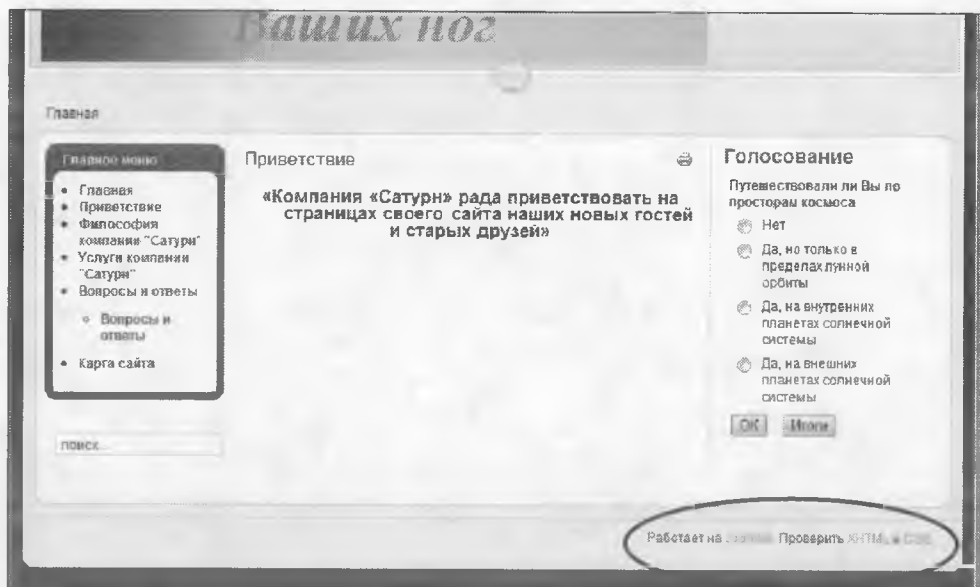 Ваших ног
Главная
Главное меню
Главная
Приветствие
Философия
компании "Сатурн"
Услуги компании
"Сатурн"
Вопросы и ответы
Вопросы и
ответы
Карта сайта
поиск...
Приветствие
«Компания «Сатурн» рада приветствовать на
страницах своего сайта наших новых гостей
и старых друзей»
Голосование
Путешествовали ли Вы по
просторам космоса
Нет
Да, но только в
пределах лунной
орбиты
Да, на внутренних
планетах солнечной
системы
Да, на внешних
планетах солнечной
системы
OK Итоги
Работает на Проверить XHTML и CSS